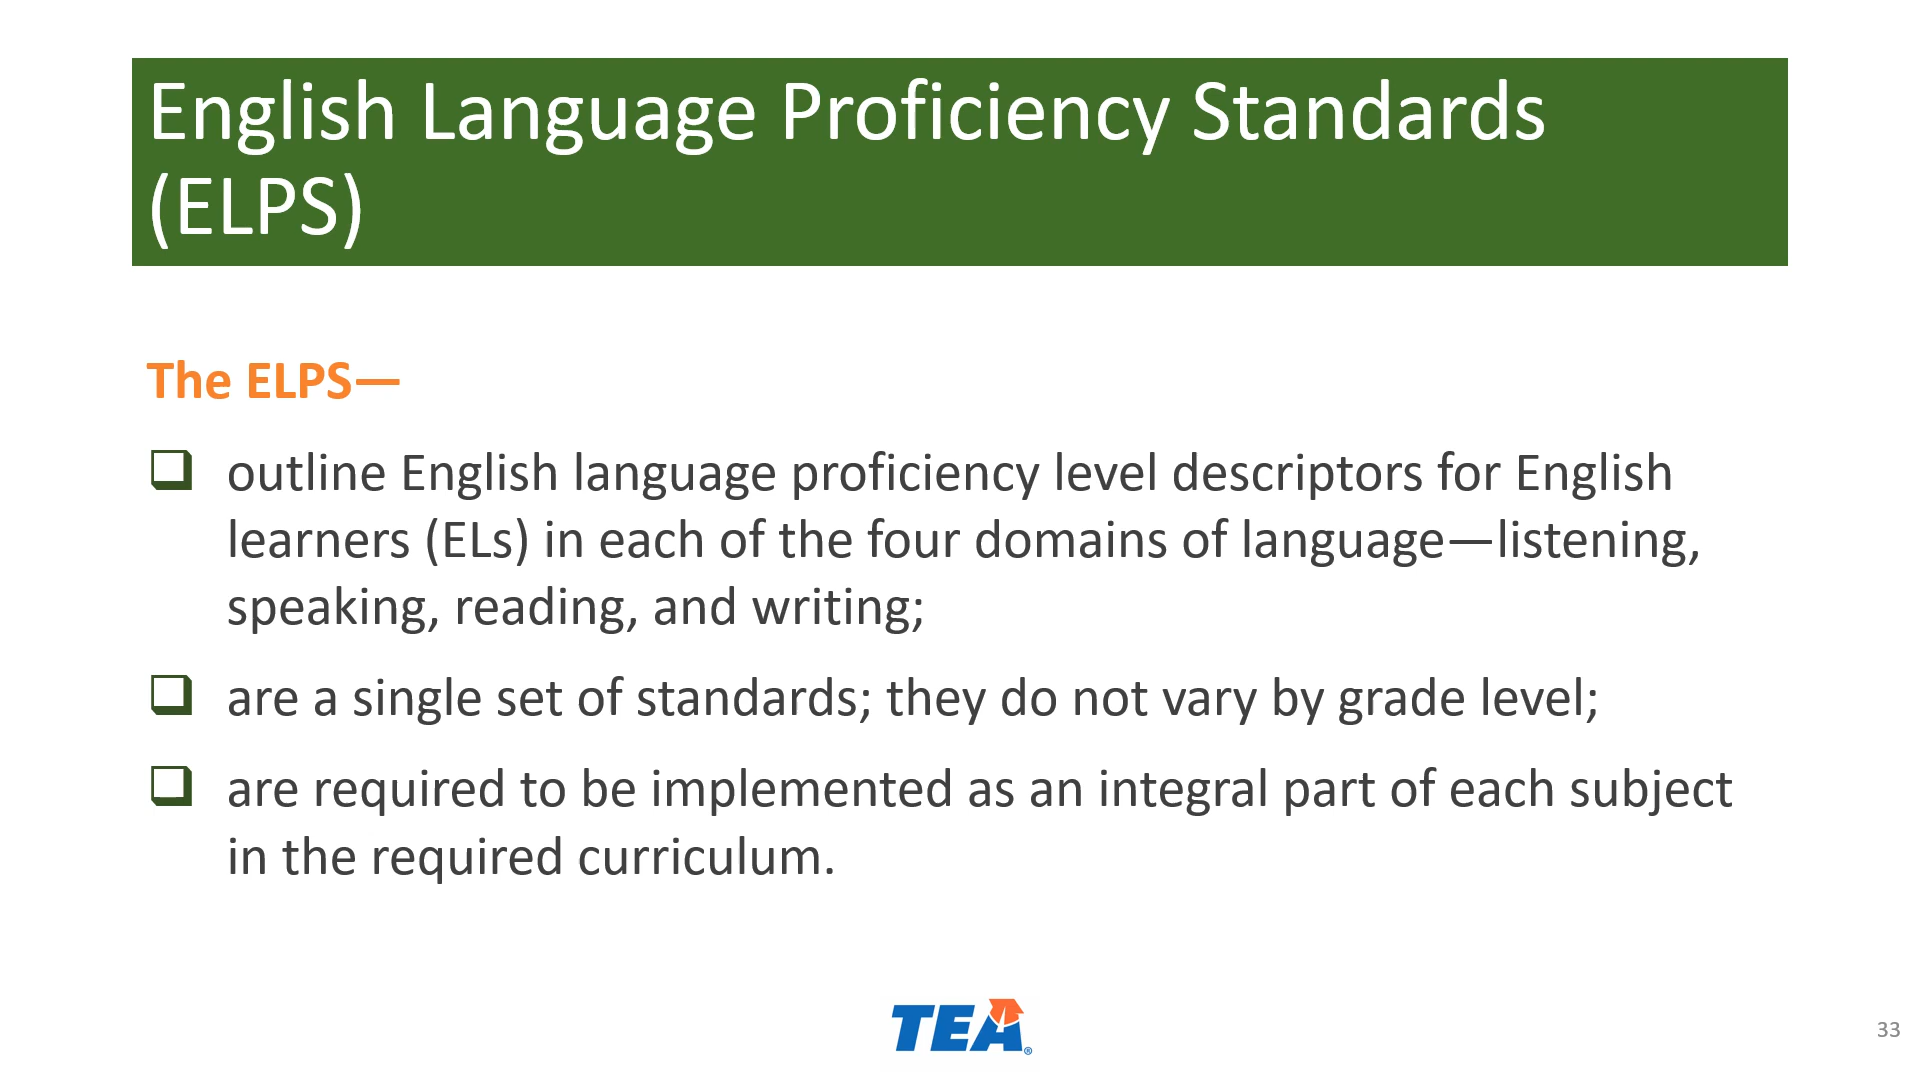 English Language Proficiency Standards
(ELPS)
The ELPS—
outline English language proficiency level descriptors for English
learners (ELs) in each of the four domains of language—listening,
speaking, reading, and writing;
are a single set of standards; they do not vary by grade level;
are required to be implemented as an integral part of each subject
in the required curriculum.
TEA®
33